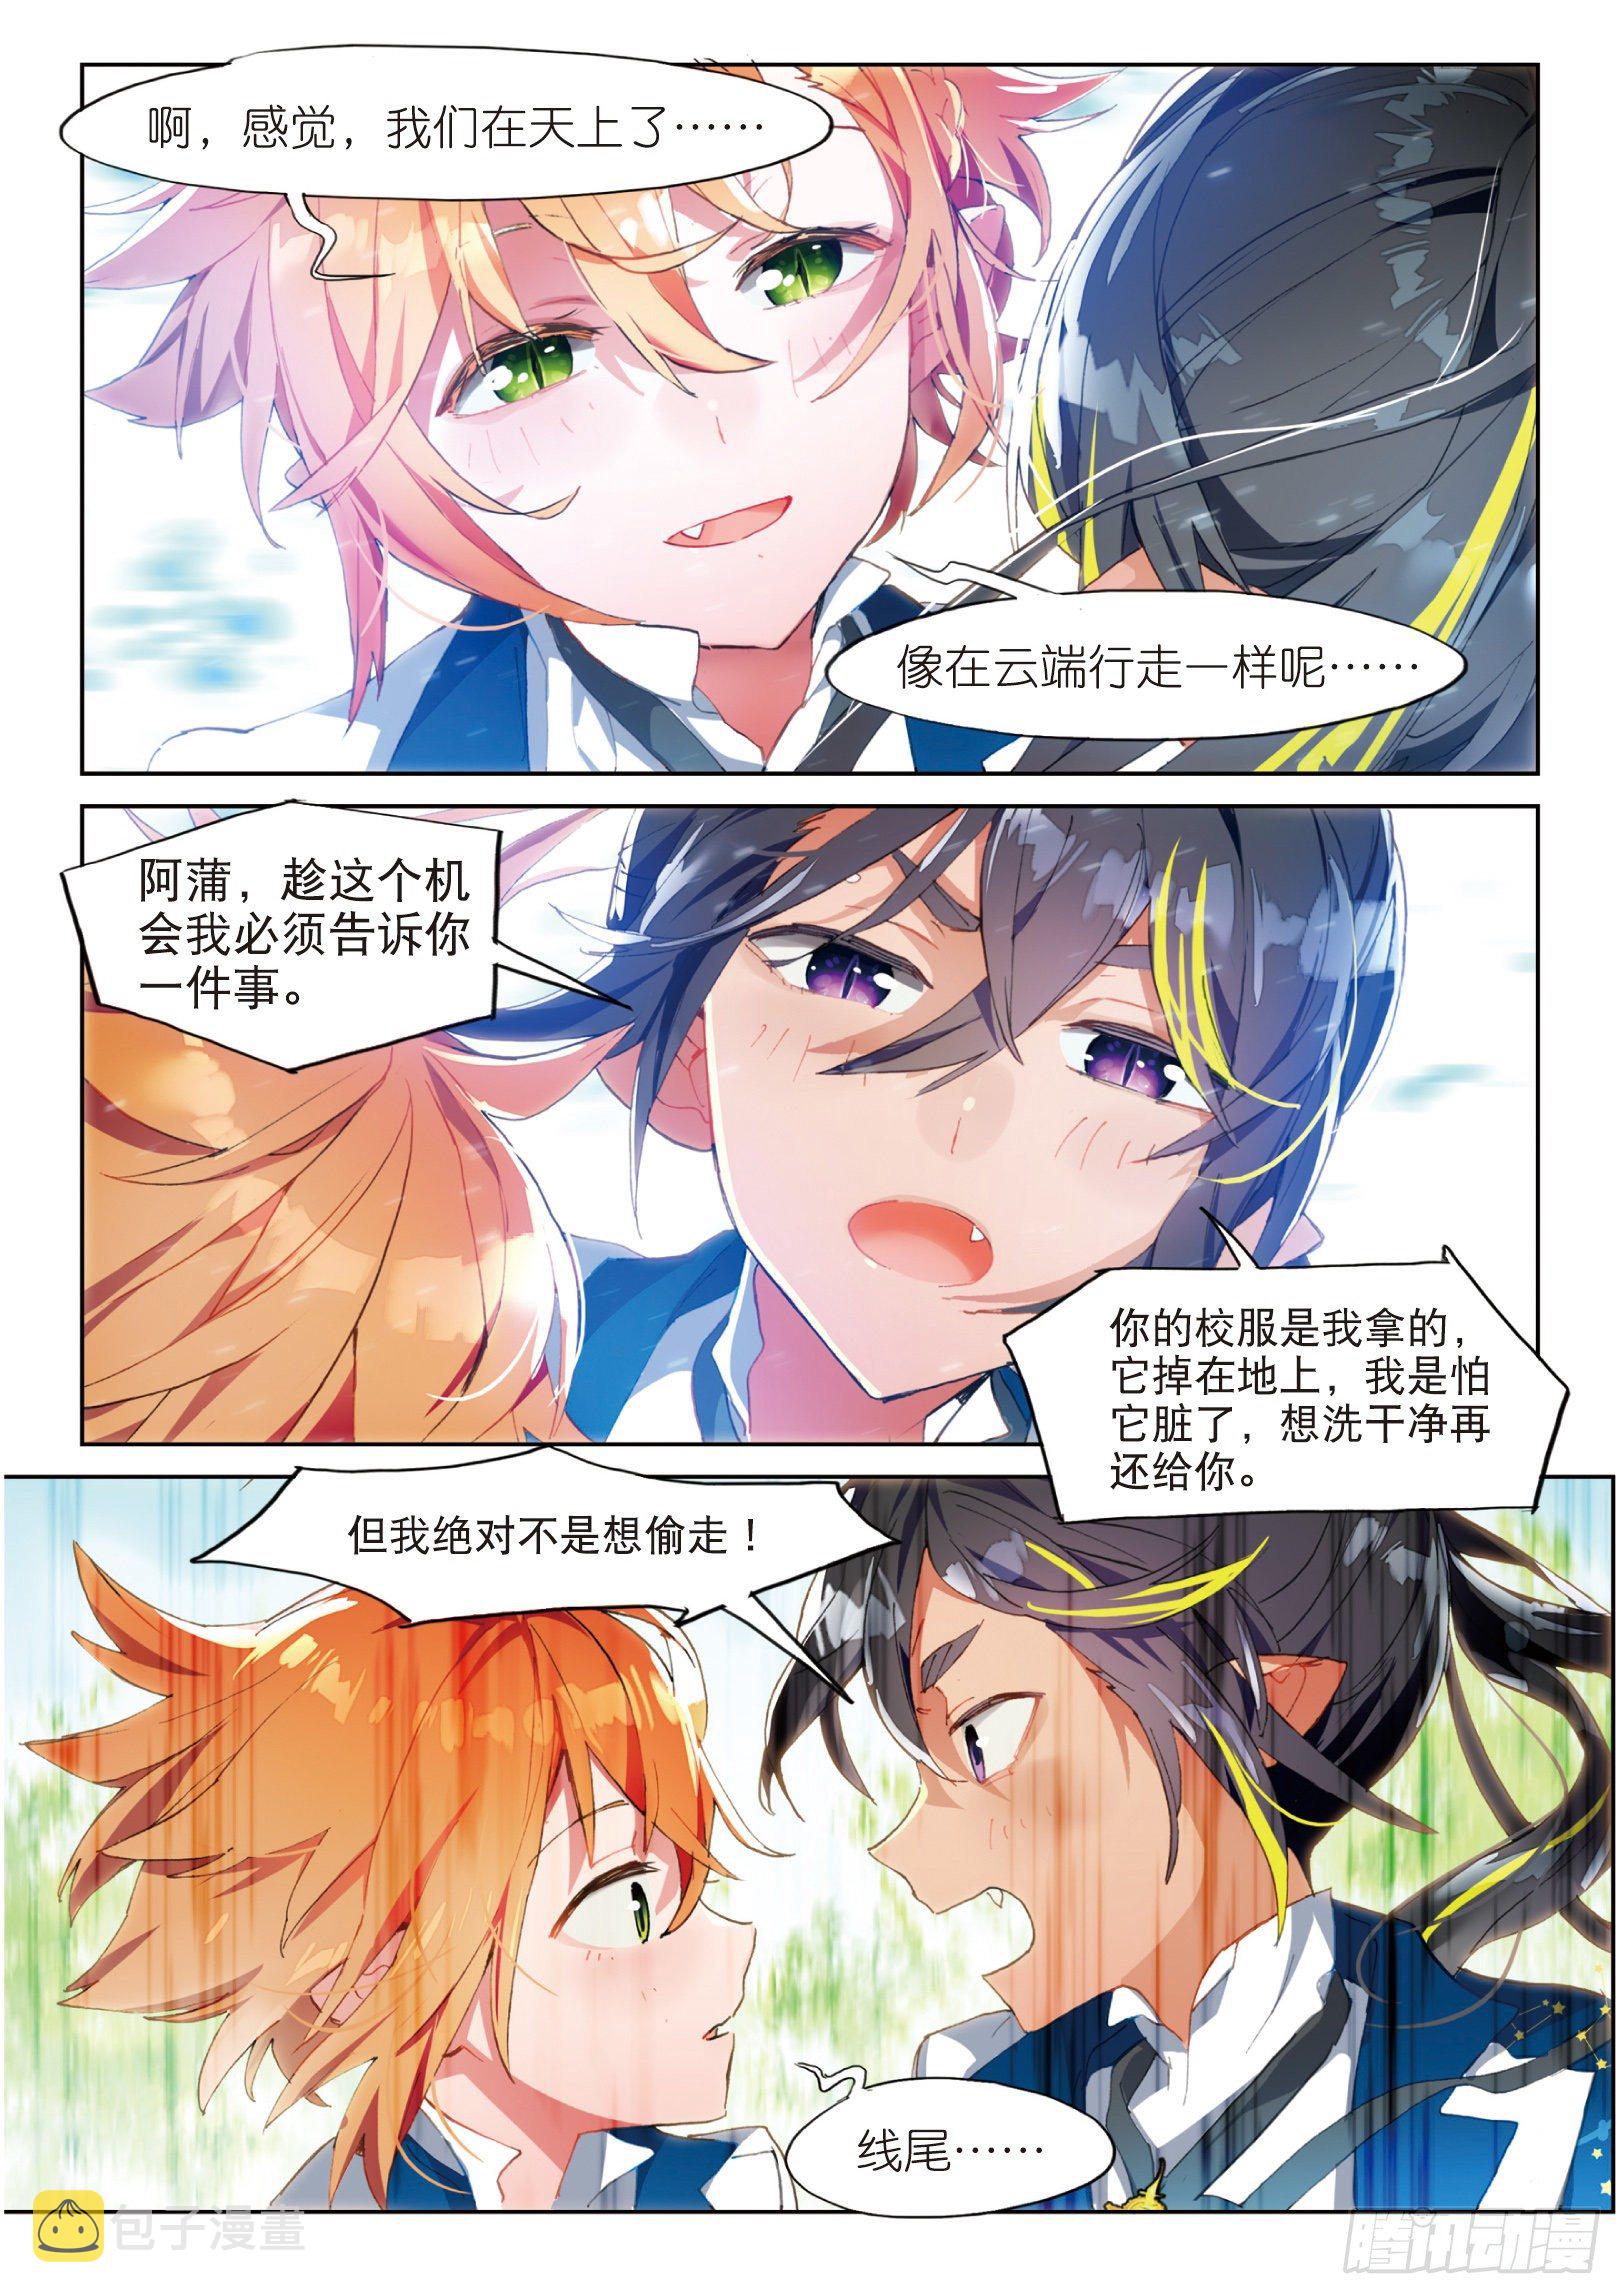 啊，感觉，我们在天上了……
像在云端行走一样呢……
阿蒲，趁这个机
会我必须告诉你
一件事。
你的校服是我拿的，
它掉在地上，我是怕
它脏了，想洗干净再
还给你。
但我绝对不是想偷走！
线尾……
包子漫畫
腾讯动漫